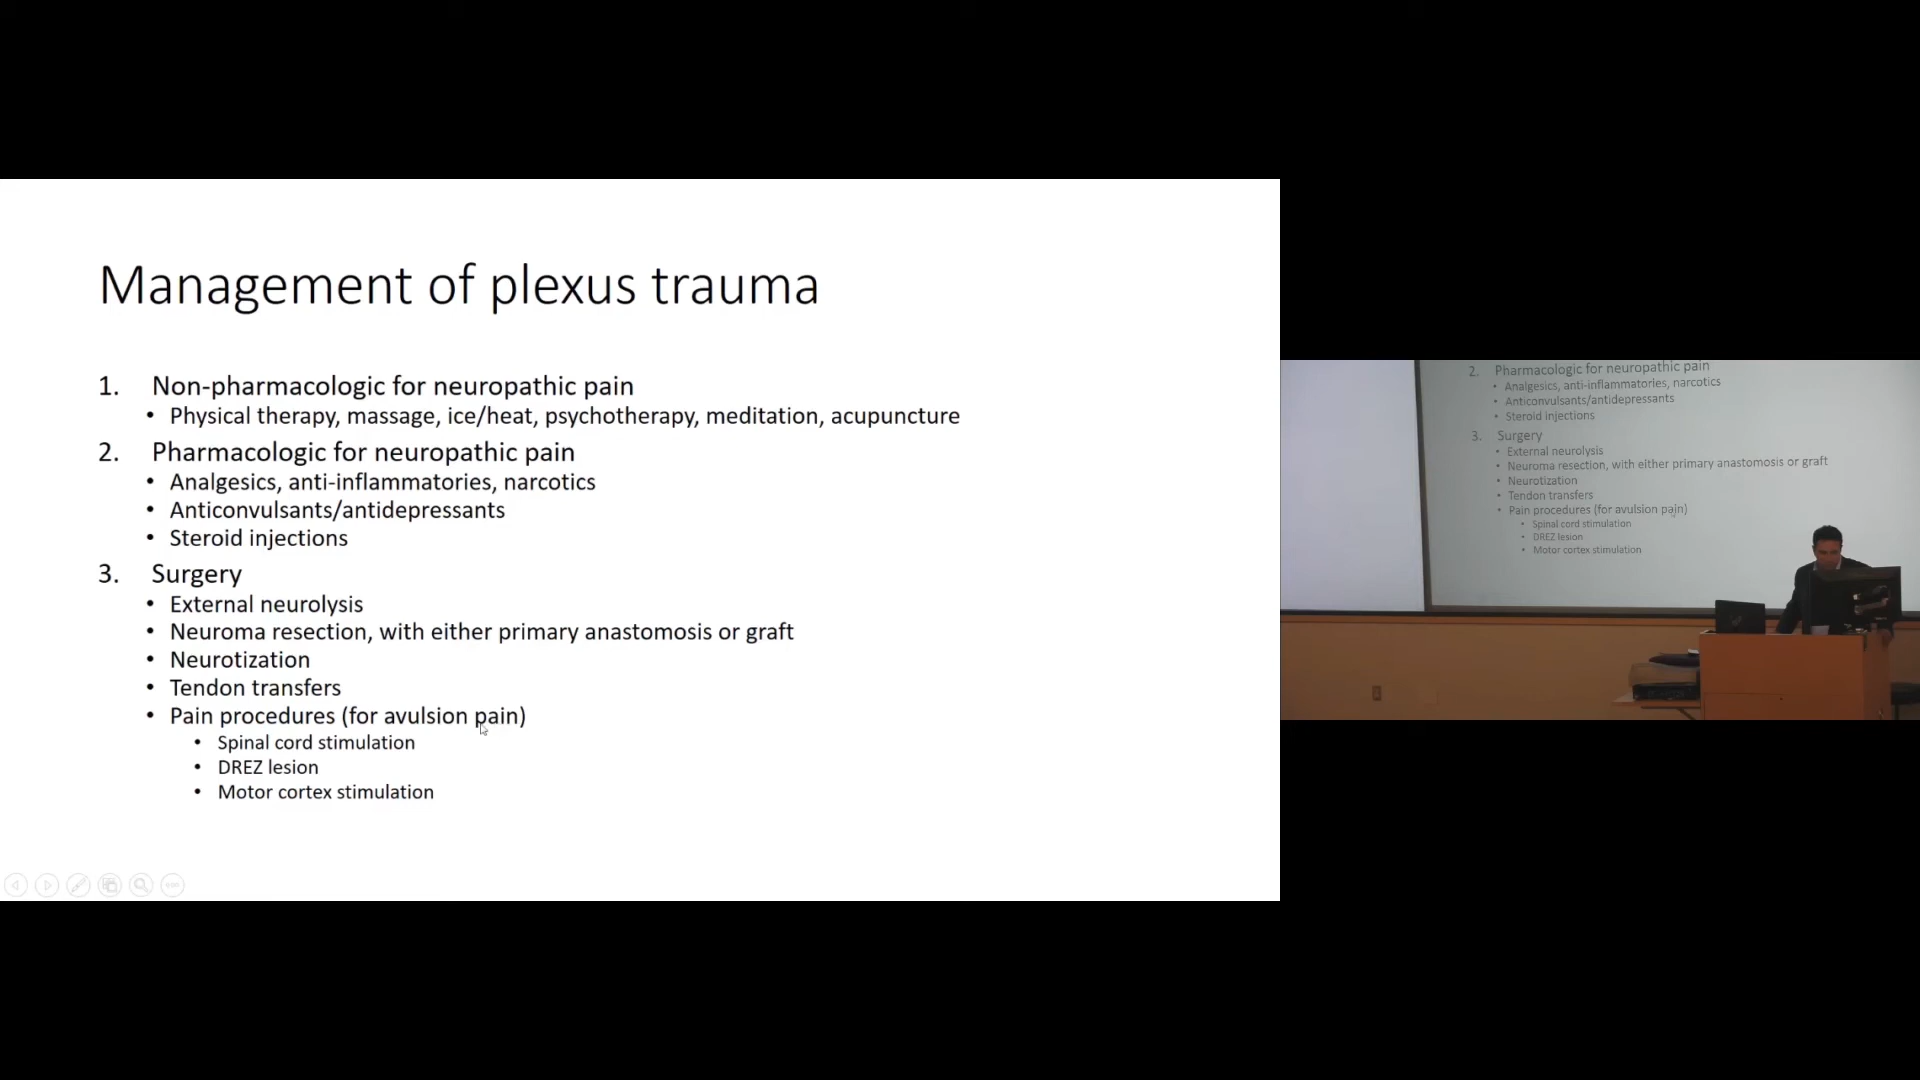 Management of plexus trauma
1. Non-pharmacologic for neuropathic pain
• Physical therapy, massage, ice/heat, psychotherapy, meditation, acupuncture
2. Pharmacologic for neuropathic pain
• Analgesics, anti-inflammatories, narcotics
• Anticonvulsants/antidepressants
• Steroid injections
3. Surgery
• External neurolysis
• Neuroma resection, with either primary anastomosis or graft
• Neurotization
• Tendon transfers
• Pain procedures (for avulsion pain)
• Spinal cord stimulation
• DREZ lesion
• Motor cortex stimulation
2. Pharmacologic for neuropathic pain
• Analgesics, anti-inflammatories, narcotics
• Anticonvulsants/antidepressants
• Steroid injections
3. Surgery
• External neurolysis
• Neuroma resection, with either primary anastomosis or graft
• Neurotization
• Tendon transfers
• Pain procedures (for avulsion pain)
• Spinal cord stimulation
• DREZ lesion
• Motor cortex stimulation